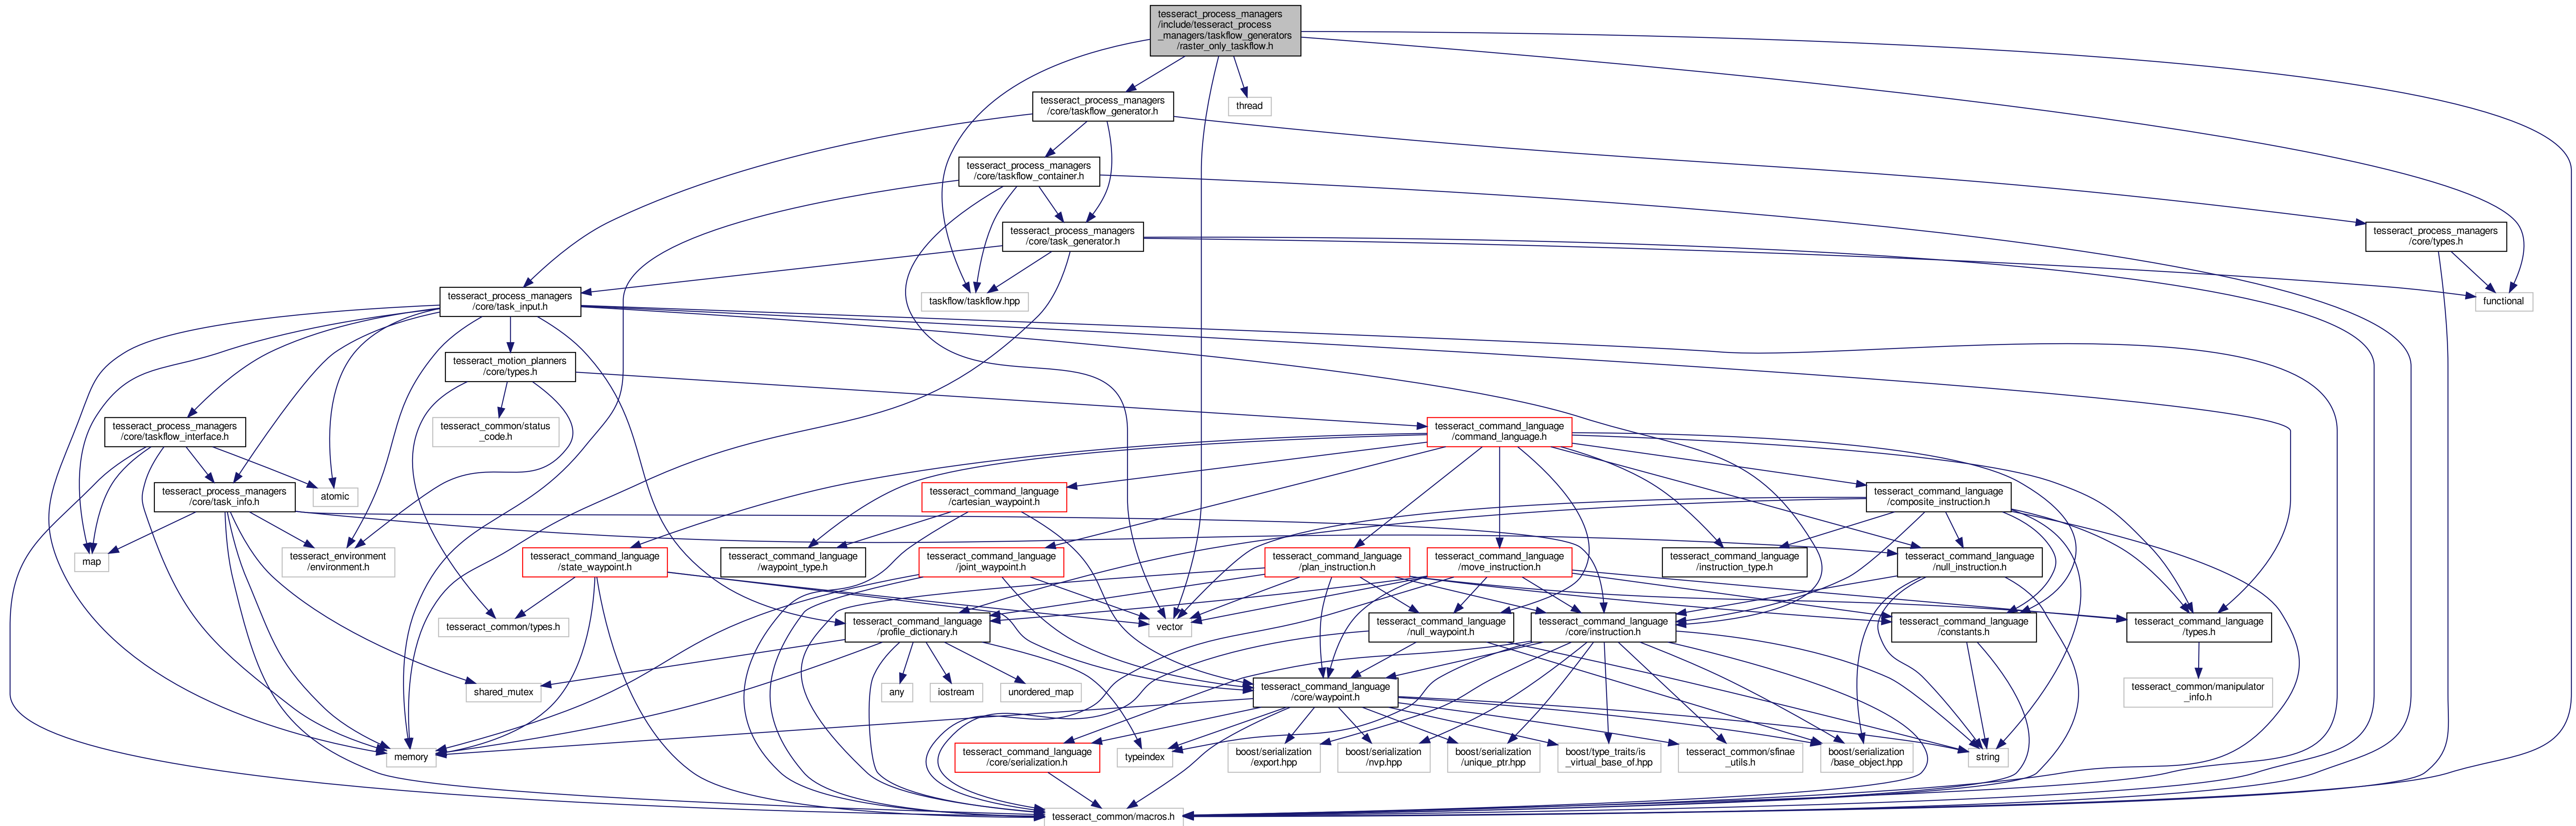 tesseract_process_managers
/include/tesseract_process
_managers/taskflow_generators
/raster_only_taskflow.h
tesseract_process_managers
/core/taskflow_generator.h
thread
tesseract_process_managers
/core/taskflow_container.h
tesseract_process_managers
/core/task_generator.h
tesseract_process_managers
/core/types.h
tesseract_process_managers
/core/task_input.h
taskflow/taskflow.hpp
functional
tesseract_motion_planners
/core/types.h
tesseract_process_managers
/core/taskflow_interface.h
tesseract_common/status
_code.h
tesseract_command_language
/command_language.h
tesseract_process_managers
/core/task_info.h
atomic
tesseract_command_language
/cartesian_waypoint.h
tesseract_command_language
/composite_instruction.h
map
tesseract_environment
/environment.h
tesseract_command_language
/state_waypoint.h
tesseract_command_language
/waypoint_type.h
tesseract_command_language
/joint_waypoint.h
tesseract_command_language
/plan_instruction.h
tesseract_command_language
/move_instruction.h
tesseract_command_language
/instruction_type.h
tesseract_command_language
/null_instruction.h
tesseract_common/types.h
tesseract_command_language
/profile_dictionary.h
vector
tesseract_command_language
/null_waypoint.h
tesseract_command_language
/core/instruction.h
tesseract_command_language
/constants.h
tesseract_command_language
/types.h
shared_mutex
any
iostream
unordered_map
tesseract_command_language
/core/waypoint.h
tesseract_common/manipulator
_info.h
memory
tesseract_command_language
/core/serialization.h
typeindex
boost/serialization
/export.hpp
boost/serialization
/nvp.hpp
boost/serialization
/unique_ptr.hpp
boost/type_traits/is
_virtual_base_of.hpp
tesseract_common/sfinae
_utils.h
boost/serialization
/base_object.hpp
string
tesseract_common/macros.h